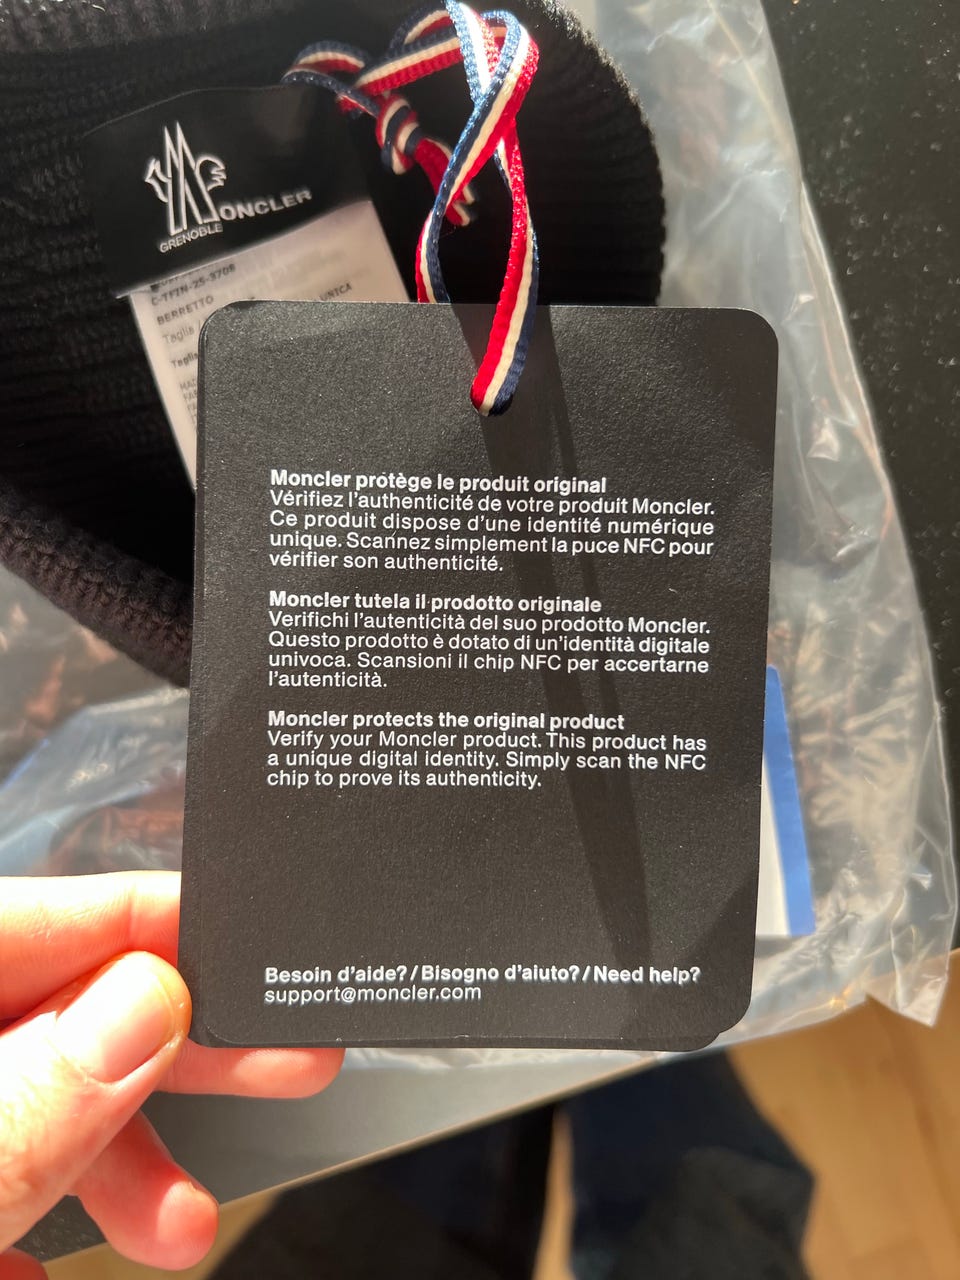 MONCLER
GRENOBLE
C-TFZN-25-3708
BERRETTO
UNICA
Taglia
Moncler protège le produit original
Vérifiez l'authenticité de votre produit Moncler.
Ce produit dispose d'une identité numérique
unique. Scannez simplement la puce NFC pour
vérifier son authenticité.
Moncler tutela il prodotto originale
Verifichi l'autenticità del suo prodotto Moncler.
Questo prodotto è dotato di un'identità digitale
univoca. Scansioni il chip NFC per accertarne
l'autenticità.
Moncler protects the original product
Verify your Moncler product. This product has
a unique digital identity. Simply scan the NFC
chip to prove its authenticity.
Besoin d'aide? / Bisogno d'aiuto? / Need help?
support@moncler.com